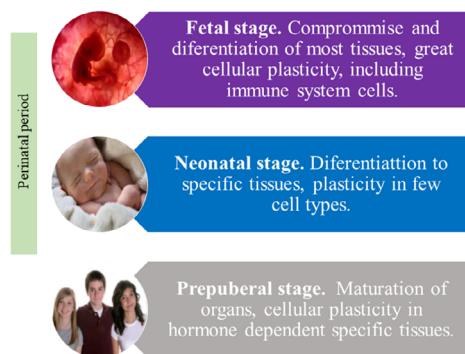 Perinatal period
Fetal stage. Comprommise and
diferentiation of most tissues, great
cellular plasticity, including
immune system cells.
Neonatal stage. Diferentiattion to
specific tissues, plasticity in few
cell types.
Prepuberal stage. Maturation of
organs, cellular plasticity in
hormone dependent specific tissues.